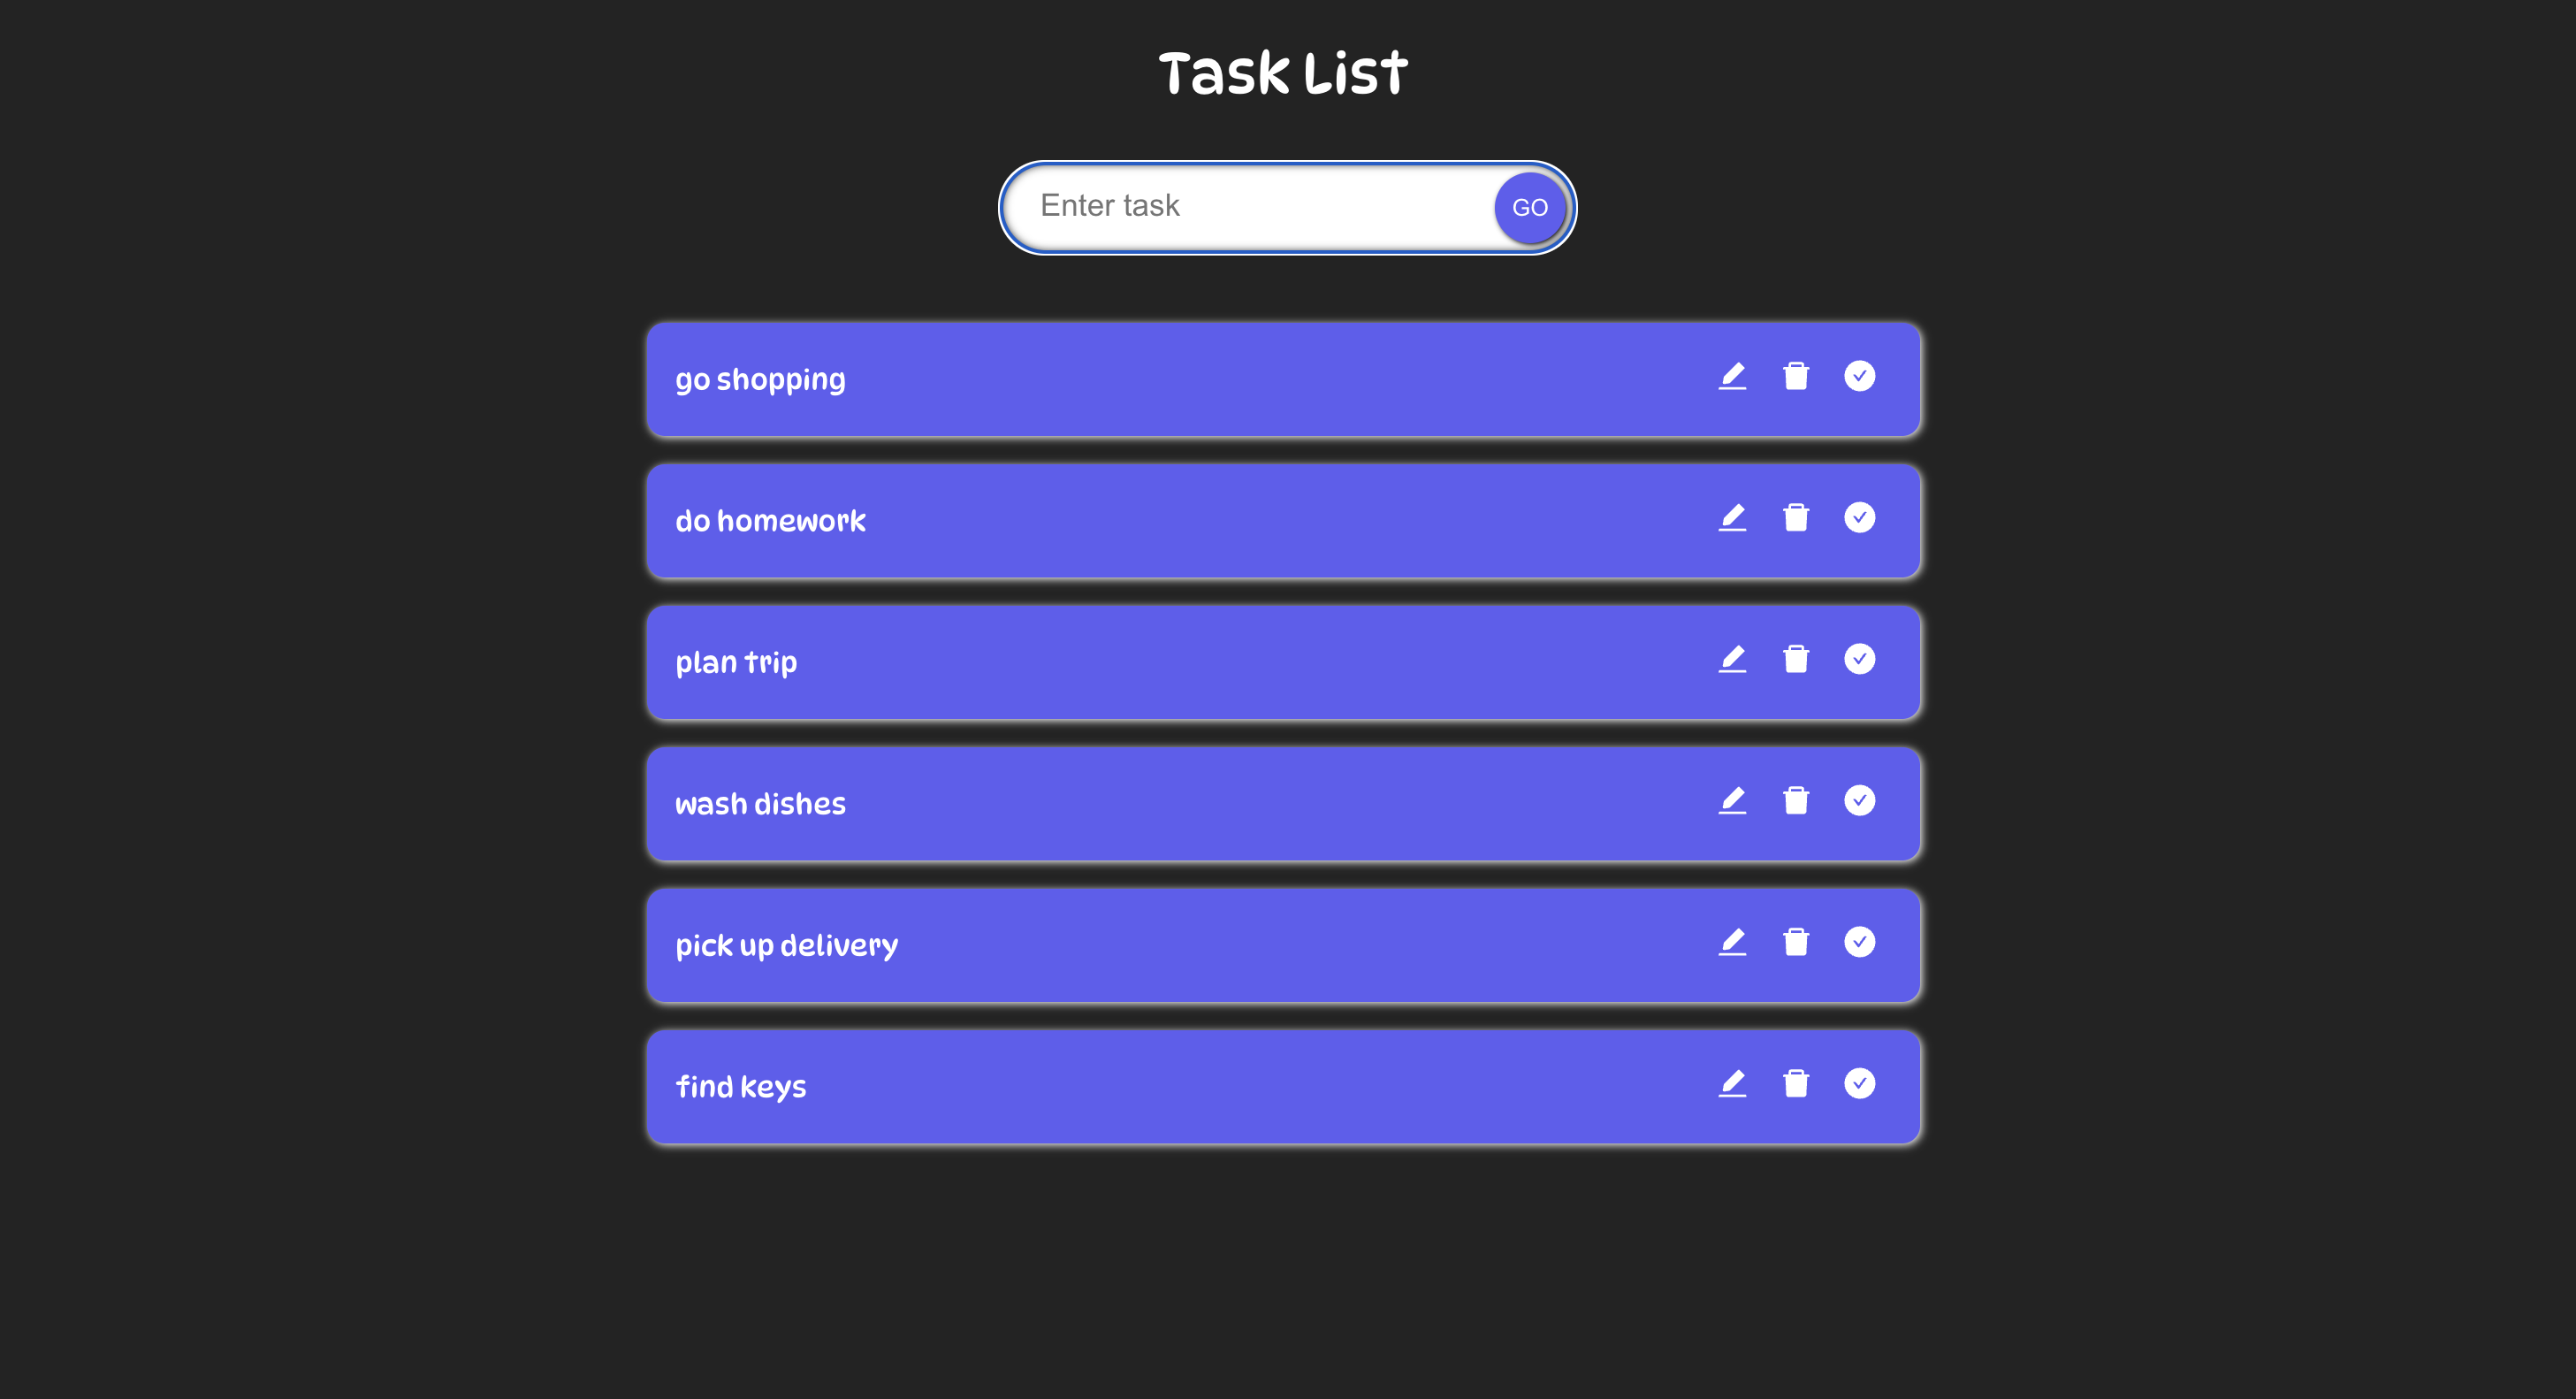 Task List
Enter task
GO
go shopping
do homework
plan trip
wash dishes
pick up delivery
find keys